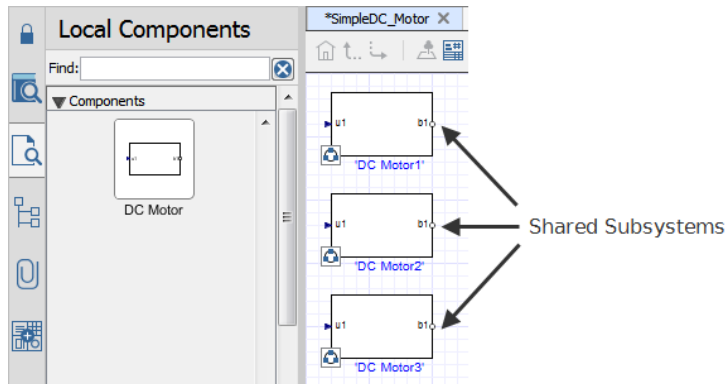 Local Components
Find:
Components
DC Motor
*SimpleDC_Motor
u1 b1
'DC Motor1'
u1 b1
'DC Motor2'
u1 b1
'DC Motor3'
Shared Subsystems